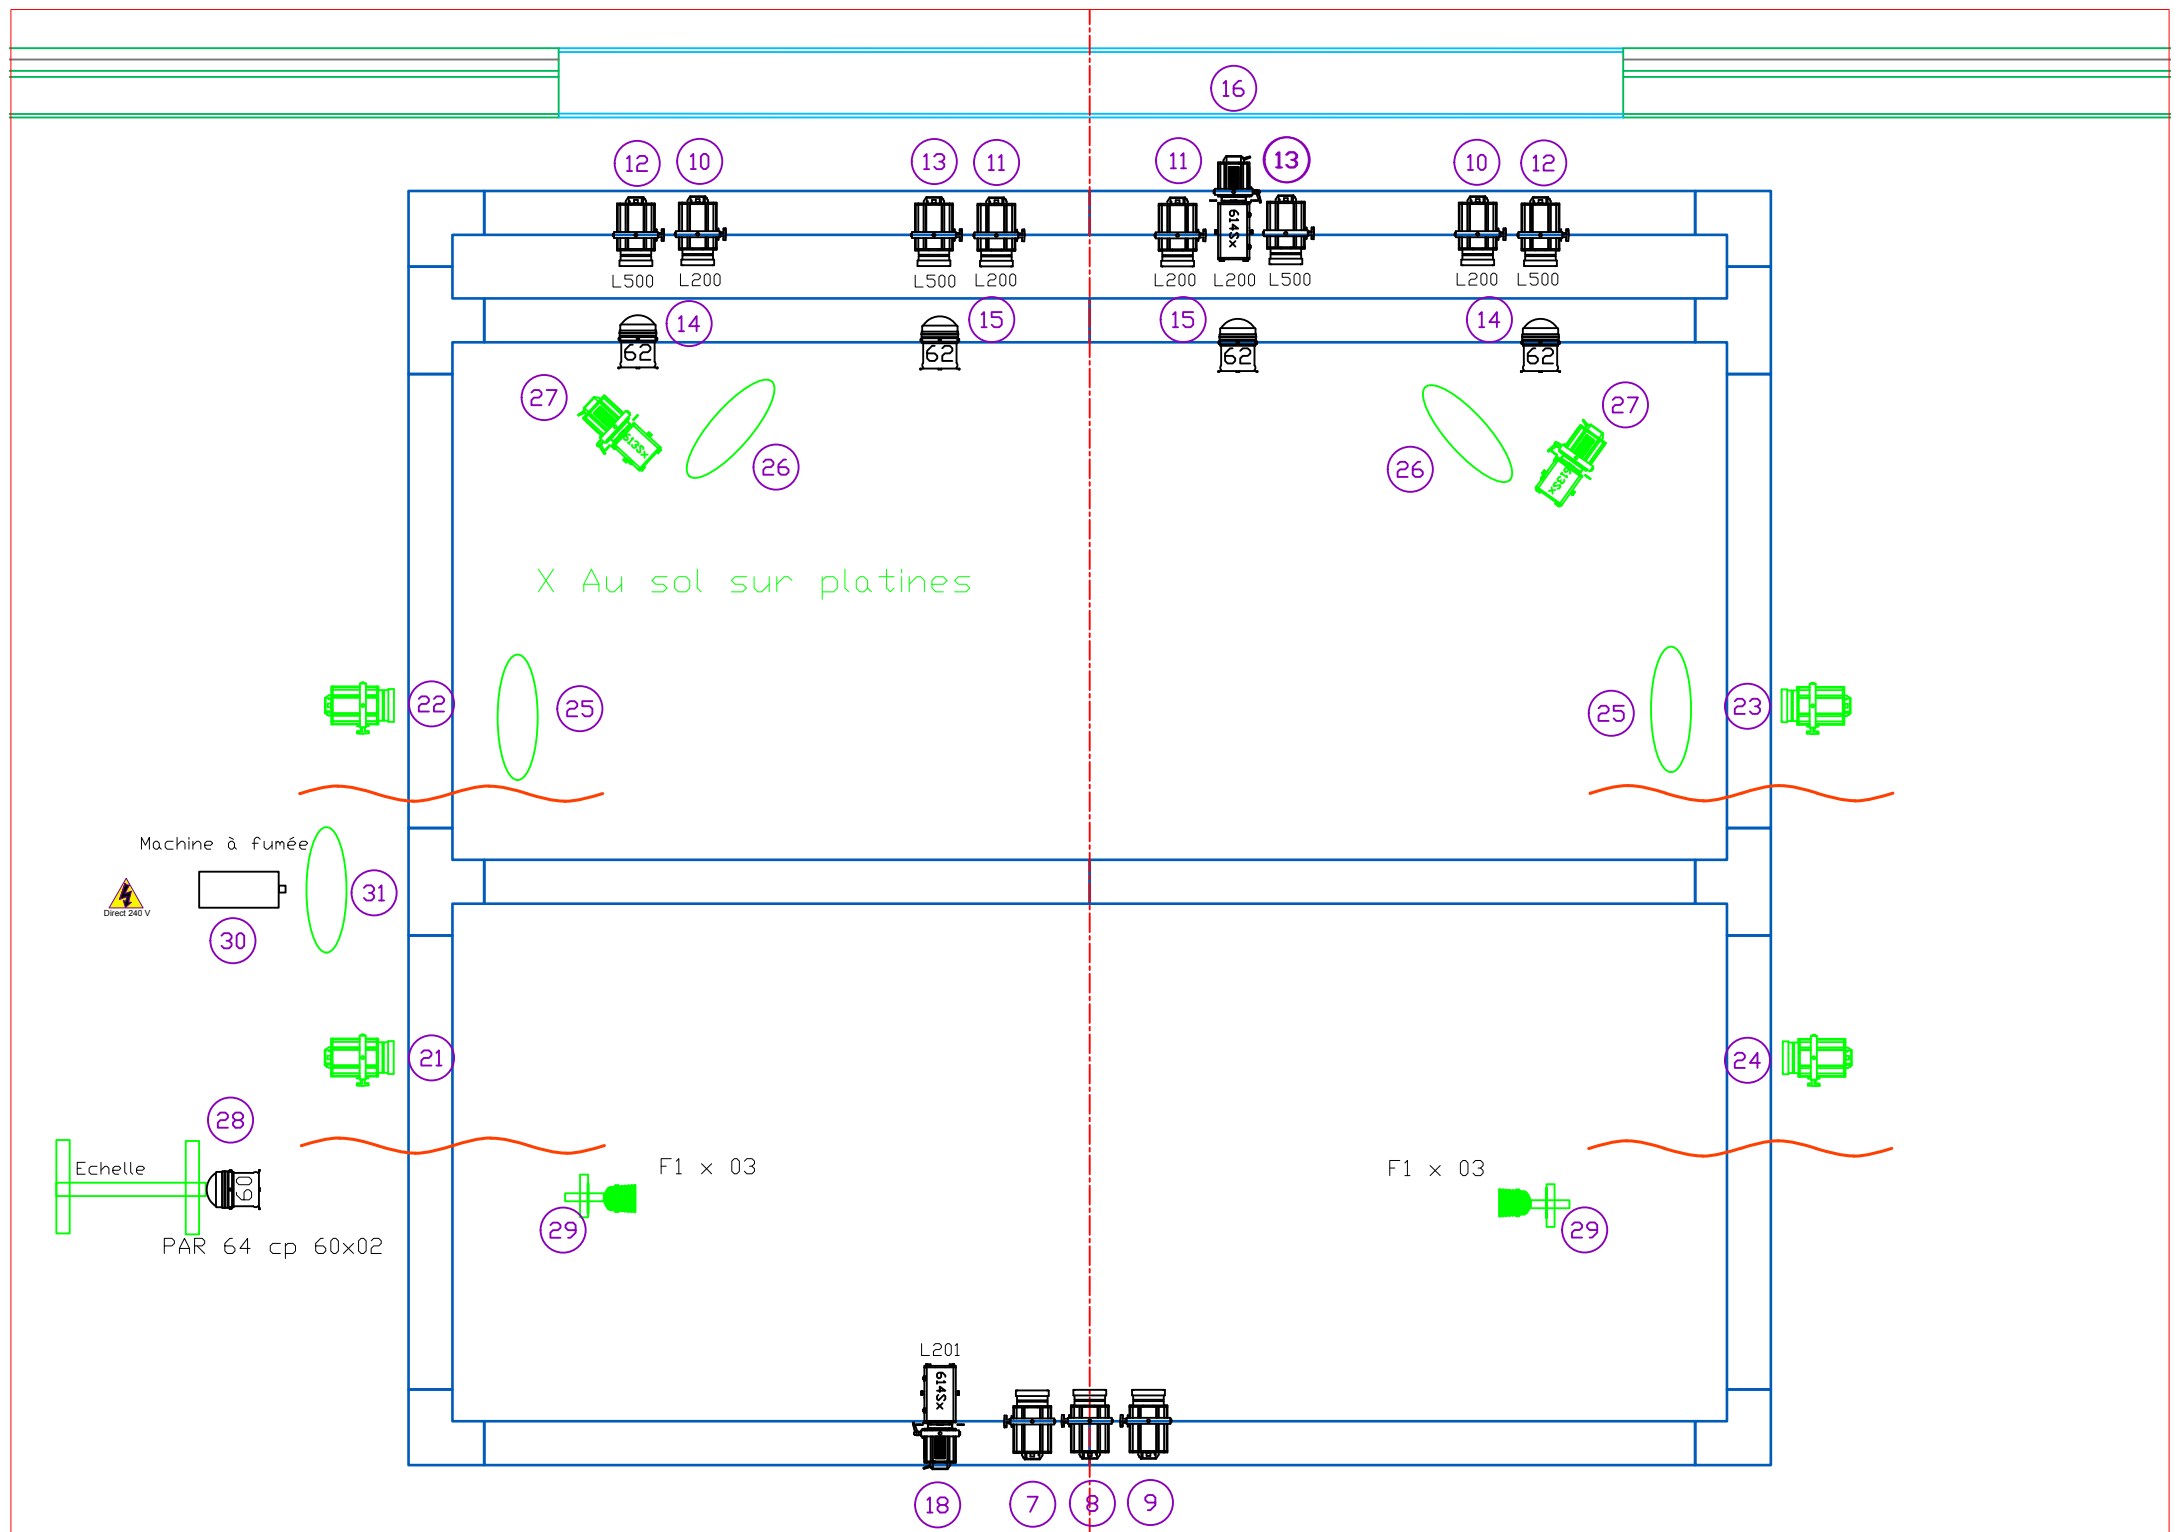 16
12 10 13 11 11 13 10 12
614Sx
L500 L200 L500 L200 L200 L200 L500 L200 L500
14 15 15 14
62 62 62 62
27 27
613Sx 613Sx
26 26
X Au sol sur platines
22 25 25 23
Machine à fumée
31
Direct 240 V
30
21 24
28
Echelle
60
F1 x 03 F1 x 03
29 29
PAR 64 cp 60x02
L201
614Sx
18 7 8 9